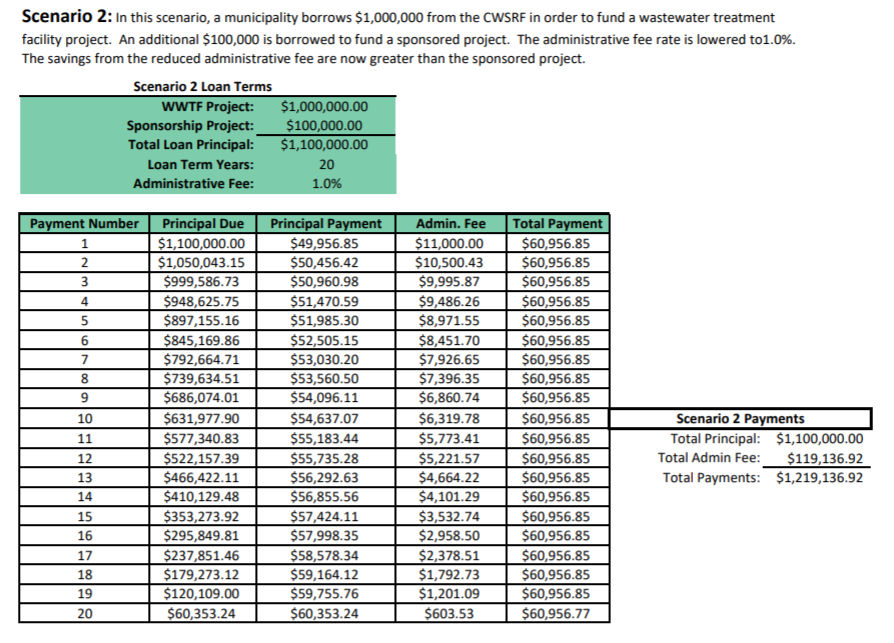 Scenario 2: In this scenario, a municipality borrows $1,000,000 from the CWSRF in order to fund a wastewater treatment
facility project. An additional $100,000 is borrowed to fund a sponsored project. The administrative fee rate is lowered to1.0%.
The savings from the reduced administrative fee are now greater than the sponsored project.
Scenario 2 Loan Terms
WWTF Project: $1,000,000.00
Sponsorship Project: $100,000.00
Total Loan Principal: $1,100,000.00
Loan Term Years: 20
Administrative Fee: 1.0%
Payment Number Principal Due Principal Payment Admin. Fee Total Payment
1 $1,100,000.00 $49,956.85 $11,000.00 $60,956.85
2 $1,050,043.15 $50,456.42 $10,500.43 $60,956.85
3 $999,586.73 $50,960.98 $9,995.87 $60,956.85
4 $948,625.75 $51,470.59 $9,486.26 $60,956.85
5 $897,155.16 $51,985.30 $8,971.55 $60,956.85
6 $845,169.86 $52,505.15 $8,451.70 $60,956.85
7 $792,664.71 $53,030.20 $7,926.65 $60,956.85
8 $739,634.51 $53,560.50 $7,396.35 $60,956.85
9 $686,074.01 $54,096.11 $6,860.74 $60,956.85
10 $631,977.90 $54,637.07 $6,319.78 $60,956.85 Scenario 2 Payments
11 $577,340.83 $55,183.44 $5,773.41 $60,956.85 Total Principal: $1,100,000.00
12 $522,157.39 $55,735.28 $5,221.57 $60,956.85 Total Admin Fee: $119,136.92
13 $466,422.11 $56,292.63 $4,664.22 $60,956.85 Total Payments: $1,219,136.92
14 $410,129.48 $56,855.56 $4,101.29 $60,956.85
15 $353,273.92 $57,424.11 $3,532.74 $60,956.85
16 $295,849.81 $57,998.35 $2,958.50 $60,956.85
17 $237,851.46 $58,578.34 $2,378.51 $60,956.85
18 $179,273.12 $59,164.12 $1,792.73 $60,956.85
19 $120,109.00 $59,755.76 $1,201.09 $60,956.85
20 $60,353.24 $60,353.24 $603.53 $60,956.77